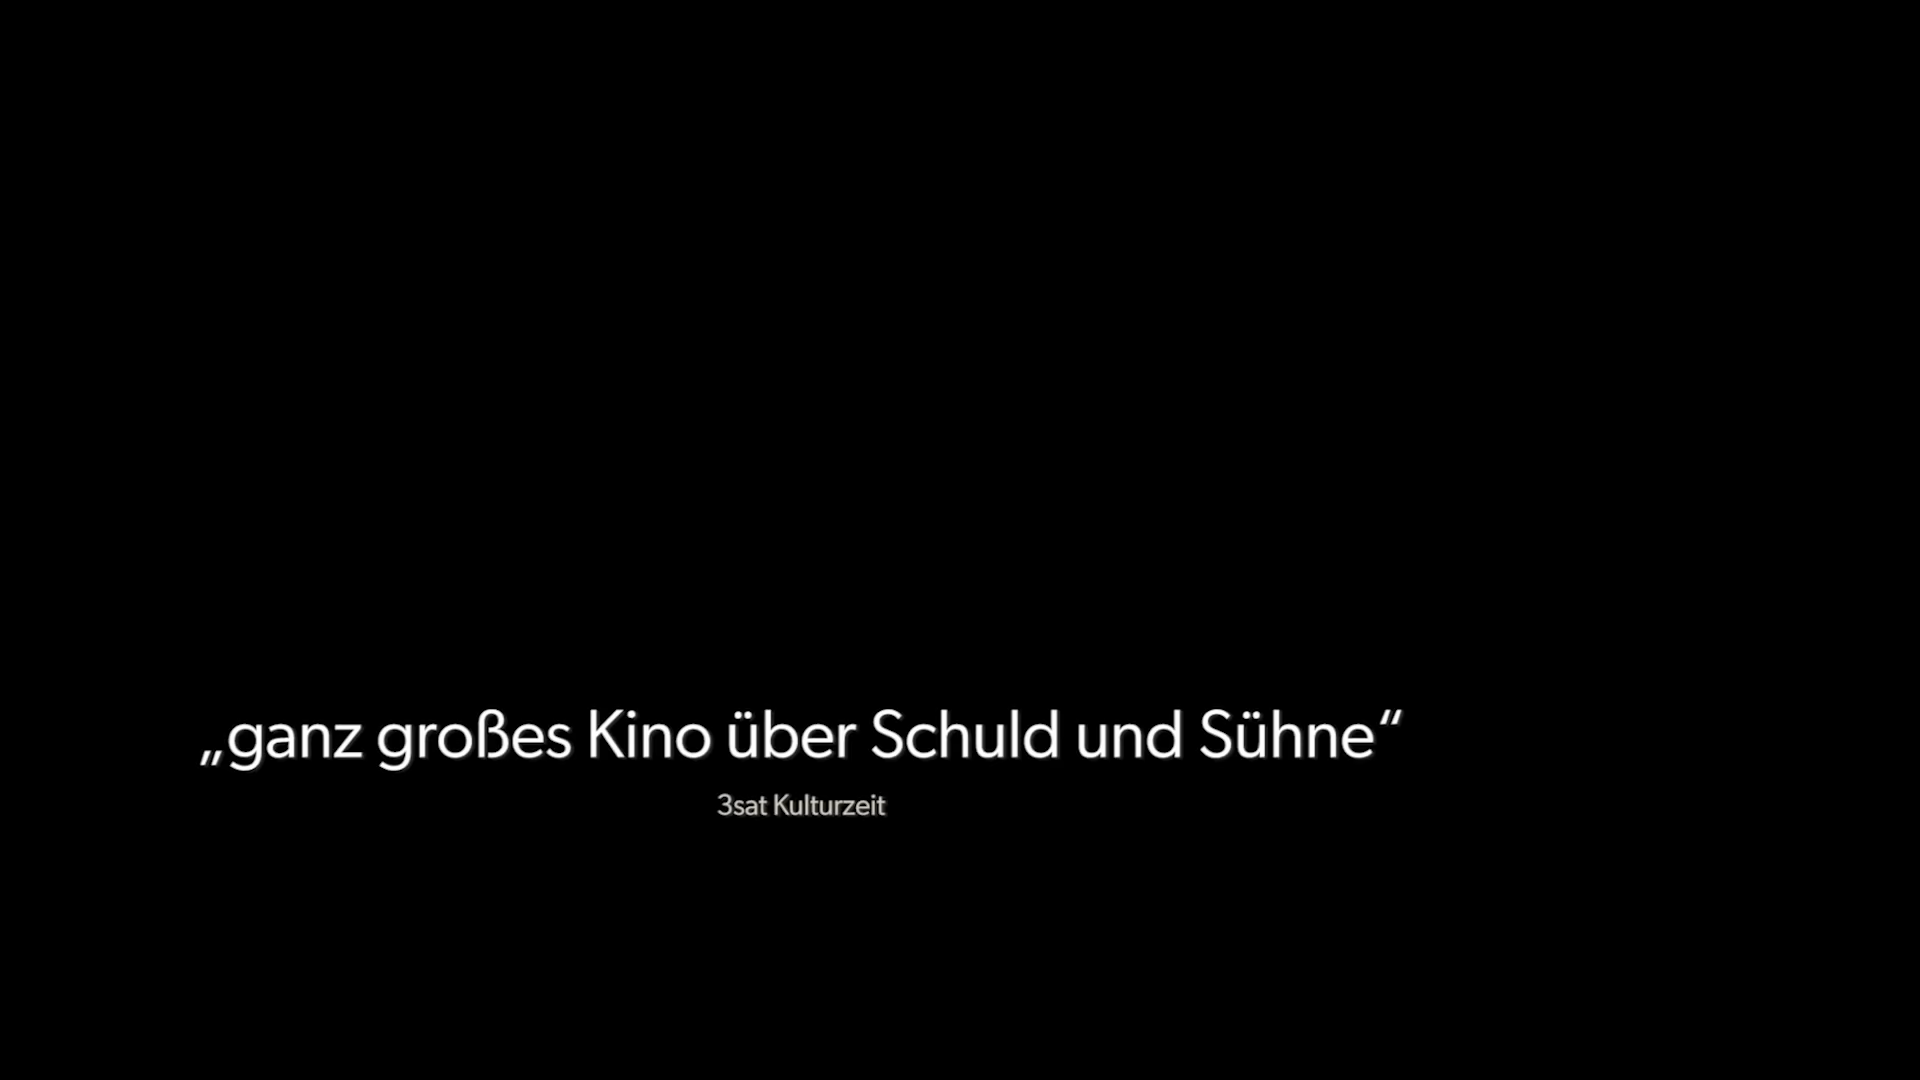 „ganz großes Kino über Schuld und Sühne“
3sat Kulturzeit